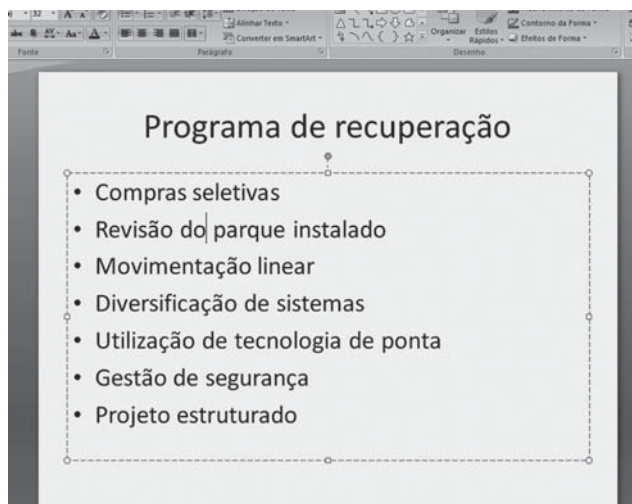 32
Aa
Alinhar Texto
Converter em SmartArt
Organizar
Estilos
Rápidos
Contorno da Forma
Efeitos de Forma
Fonte
Parágrafo
Desenho
Programa de recuperação
• Compras seletivas
• Revisão do parque instalado
• Movimentação linear
• Diversificação de sistemas
• Utilização de tecnologia de ponta
• Gestão de segurança
• Projeto estruturado